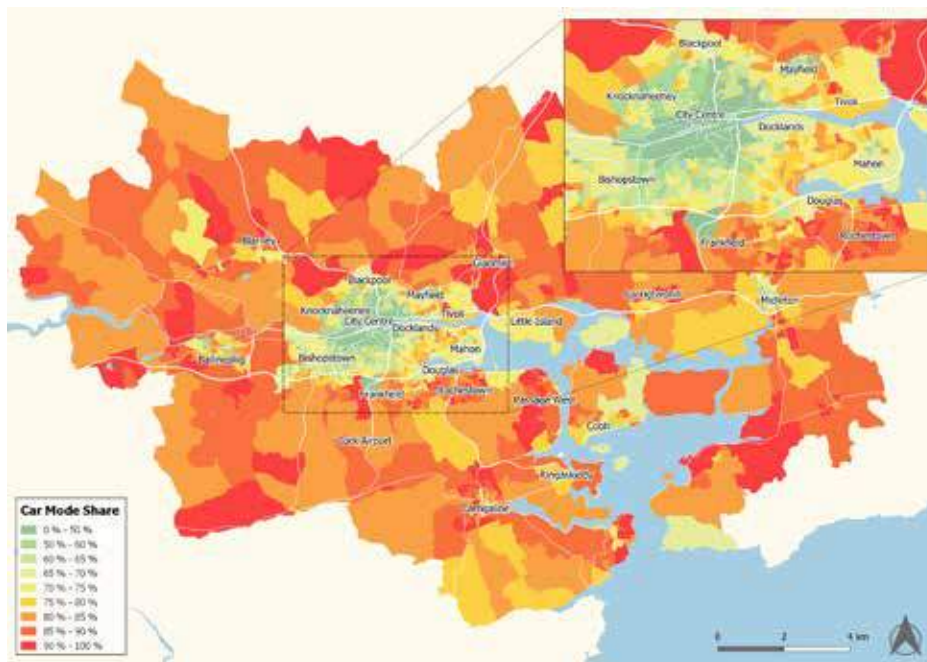 Blackpool
Mayfield
Knocknaheeney
Tivoli
City Centre
Docklands
Mahon
Bishopstown
Douglas
Frankfield
Rochestown
Blarney
Glanmire
Blackpool
Mayfield
Carrigtwohill
Midleton
Knocknaheeney
Tivoli
City Centre
Little Island
Docklands
Mahon
Ballincollig
Bishopstown
Douglas
Frankfield
Rochestown
Passage West
Cobh
Cork Airport
Ringaskiddy
Carrigaline
Car Mode Share
0 % - 50 %
50 % - 60 %
60 % - 65 %
65 % - 70 %
70 % - 75 %
75 % - 80 %
80 % - 85 %
85 % - 90 %
90 % - 100 %
0 2 4 km